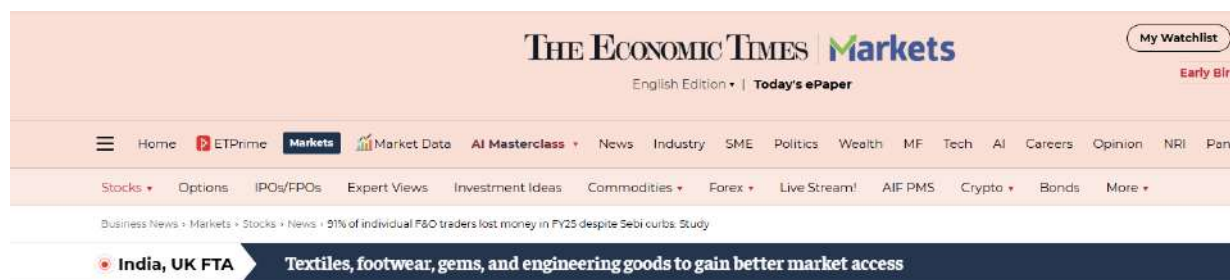 THE ECONOMIC TIMES | Markets
My Watchlist
English Edition ▾ | Today's ePaper
Early Bir
Home ETPrime Markets Market Data AI Masterclass ▾ News Industry SME Politics Wealth MF Tech AI Careers Opinion NRI Pan
Stocks ▾ Options IPOs/FPOs Expert Views Investment Ideas Commodities ▾ Forex ▾ Live Stream! AIF PMS Crypto ▾ Bonds More ▾
Business News › Markets › Stocks › News › 91% of individual F&O traders lost money in FY25 despite Sebi curbs: Study
India, UK FTA Textiles, footwear, gems, and engineering goods to gain better market access